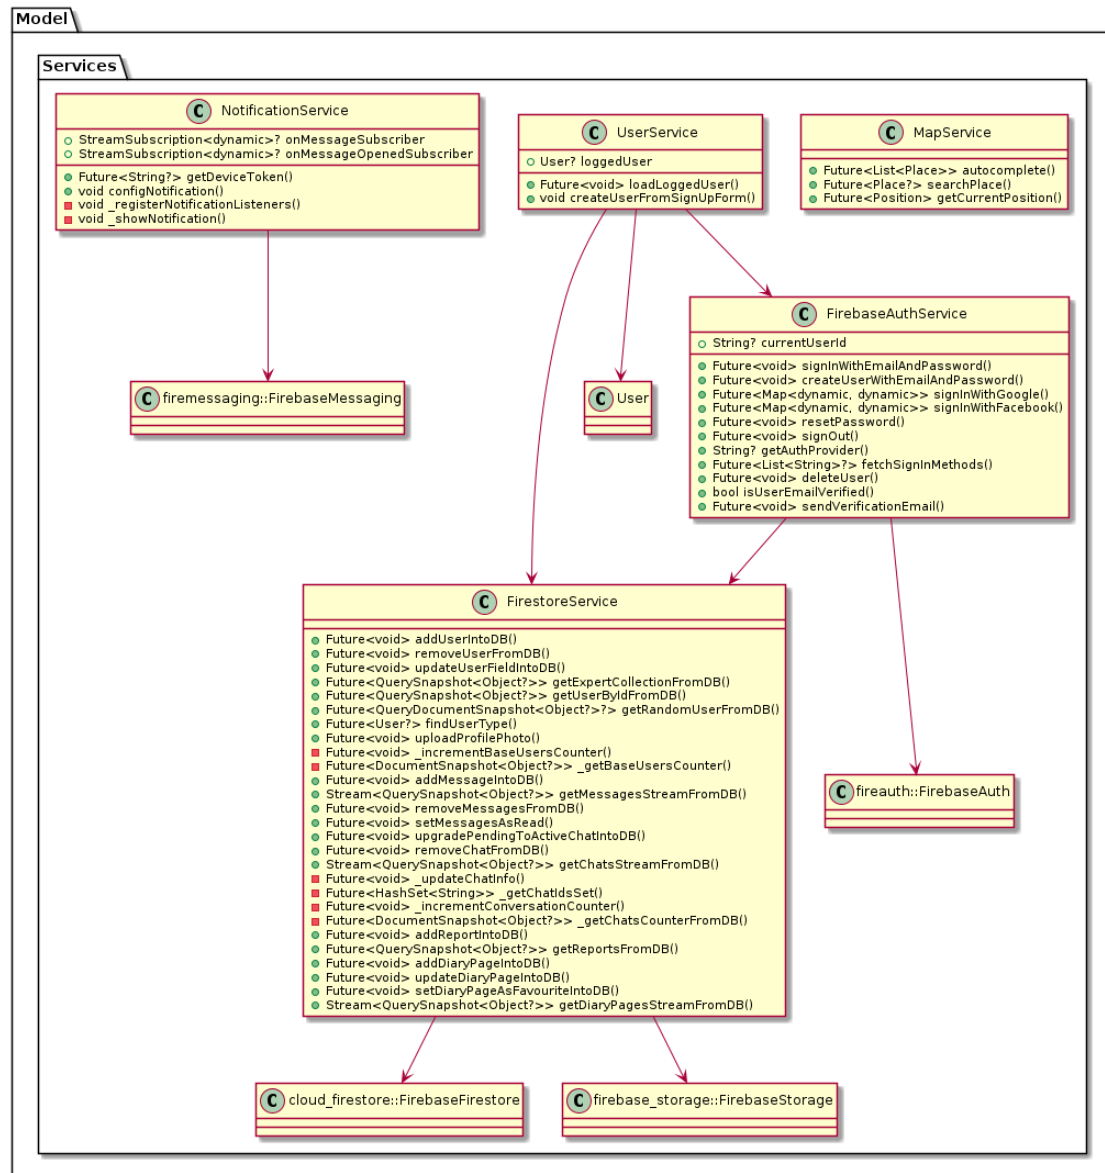 Model
Services
C NotificationService
StreamSubscription<dynamic>? onMessageSubscriber
StreamSubscription<dynamic>? onMessageOpenedSubscriber
Future<String?> getDeviceToken()
void configNotification()
void _registerNotificationListeners()
void _showNotification()
C UserService
User? loggedUser
Future<void> loadLoggedUser()
void createUserFromSignUpForm()
C MapService
Future<List<Place>> autocomplete()
Future<Place?> searchPlace()
Future<Position> getCurrentPosition()
C FirebaseAuthService
String? currentUserId
Future<void> signInWithEmailAndPassword()
Future<void> createUserWithEmailAndPassword()
Future<Map<dynamic, dynamic>> signInWithGoogle()
Future<Map<dynamic, dynamic>> signInWithFacebook()
Future<void> resetPassword()
Future<void> signOut()
String? getAuthProvider()
Future<List<String>?> fetchSignInMethods()
Future<void> deleteUser()
bool isUserEmailVerified()
Future<void> sendVerificationEmail()
C firemessaging::FirebaseMessaging
C User
C FirestoreService
Future<void> addUserIntoDB()
Future<void> removeUserFromDB()
Future<void> updateUserFieldIntoDB()
Future<QuerySnapshot<Object?>> getExpertCollectionFromDB()
Future<QuerySnapshot<Object?>> getUserByIdFromDB()
Future<QueryDocumentSnapshot<Object?>?> getRandomUserFromDB()
Future<User?> findUserType()
Future<void> uploadProfilePhoto()
Future<void> _incrementBaseUsersCounter()
Future<DocumentSnapshot<Object?>> _getBaseUsersCounter()
Future<void> addMessageIntoDB()
Stream<QuerySnapshot<Object?>> getMessagesStreamFromDB()
Future<void> removeMessagesFromDB()
Future<void> setMessagesAsRead()
Future<void> upgradePendingToActiveChatIntoDB()
Future<void> removeChatFromDB()
Stream<QuerySnapshot<Object?>> getChatsStreamFromDB()
Future<void> _updateChatInfo()
Future<HashSet<String>> _getChatIdsSet()
Future<void> _incrementConversationCounter()
Future<DocumentSnapshot<Object?>> _getChatsCounterFromDB()
Future<void> addReportIntoDB()
Future<QuerySnapshot<Object?>> getReportsFromDB()
Future<void> addDiaryPageIntoDB()
Future<void> updateDiaryPageIntoDB()
Future<void> setDiaryPageAsFavouriteIntoDB()
Stream<QuerySnapshot<Object?>> getDiaryPagesStreamFromDB()
C fireauth::FirebaseAuth
C cloud_firestore::FirebaseFirestore
C firebase_storage::FirebaseStorage